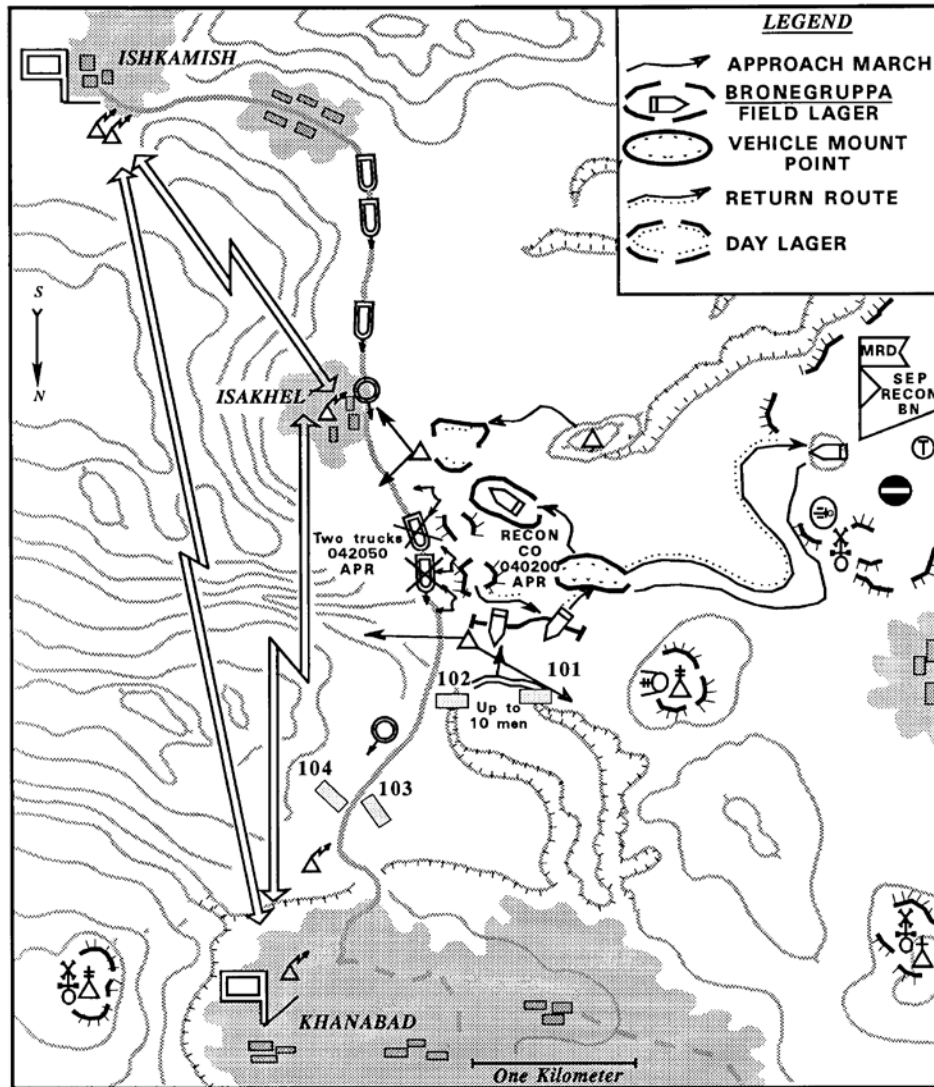 LEGEND
APPROACH MARCH
BRONEGRUPPA
FIELD LAGER
VEHICLE MOUNT
POINT
RETURN ROUTE
DAY LAGER
ISHKAMISH
S
N
ISAKHEL
MRD
SEP
RECON
BN
T
Two trucks
042050
APR
RECON
CO
040200
APR
102
101
Up to
10 men
104
103
KHANABAD
One Kilometer